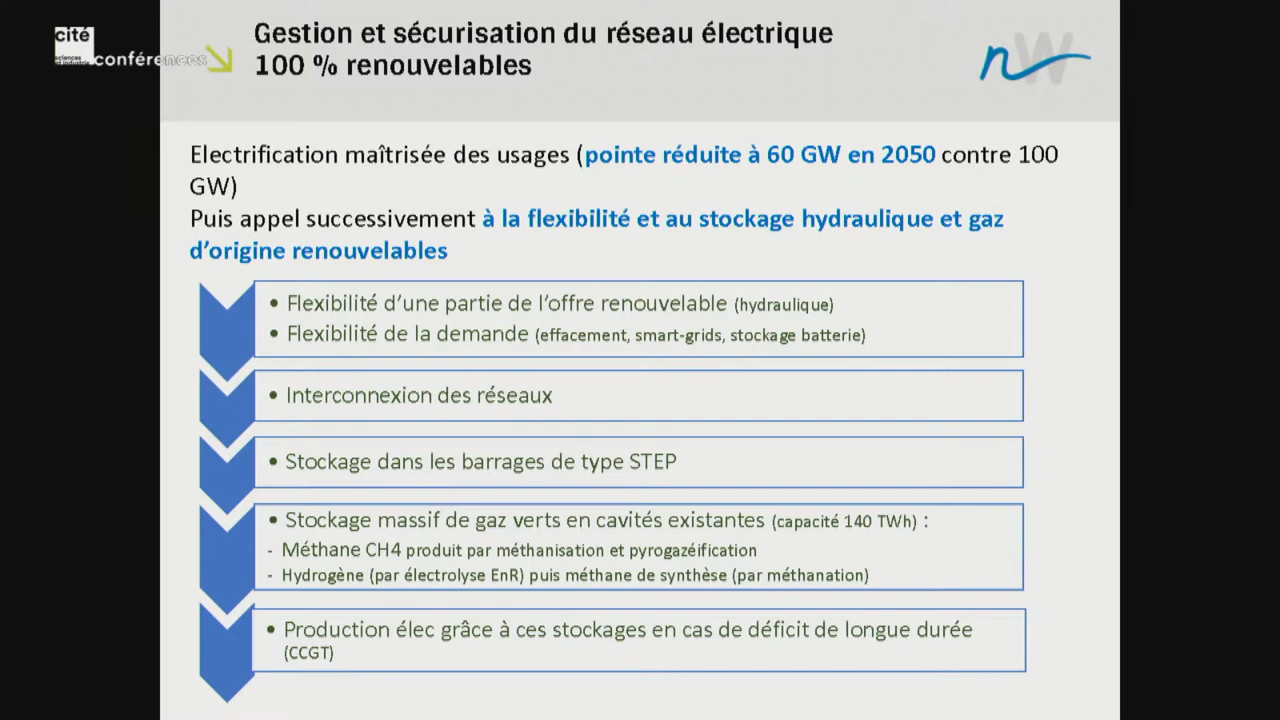 Gestion et sécurisation du réseau électrique
100 % renouvelables
cité
sciences
et industrie
conférences
nW
Electrification maîtrisée des usages (pointe réduite à 60 GW en 2050 contre 100
GW)
Puis appel successivement à la flexibilité et au stockage hydraulique et gaz
d’origine renouvelables
• Flexibilité d’une partie de l’offre renouvelable (hydraulique)
• Flexibilité de la demande (effacement, smart-grids, stockage batterie)
• Interconnexion des réseaux
• Stockage dans les barrages de type STEP
• Stockage massif de gaz verts en cavités existantes (capacité 140 TWh) :
- Méthane CH4 produit par méthanisation et pyrogazéification
- Hydrogène (par électrolyse EnR) puis méthane de synthèse (par méthanation)
• Production élec grâce à ces stockages en cas de déficit de longue durée
(CCGT)